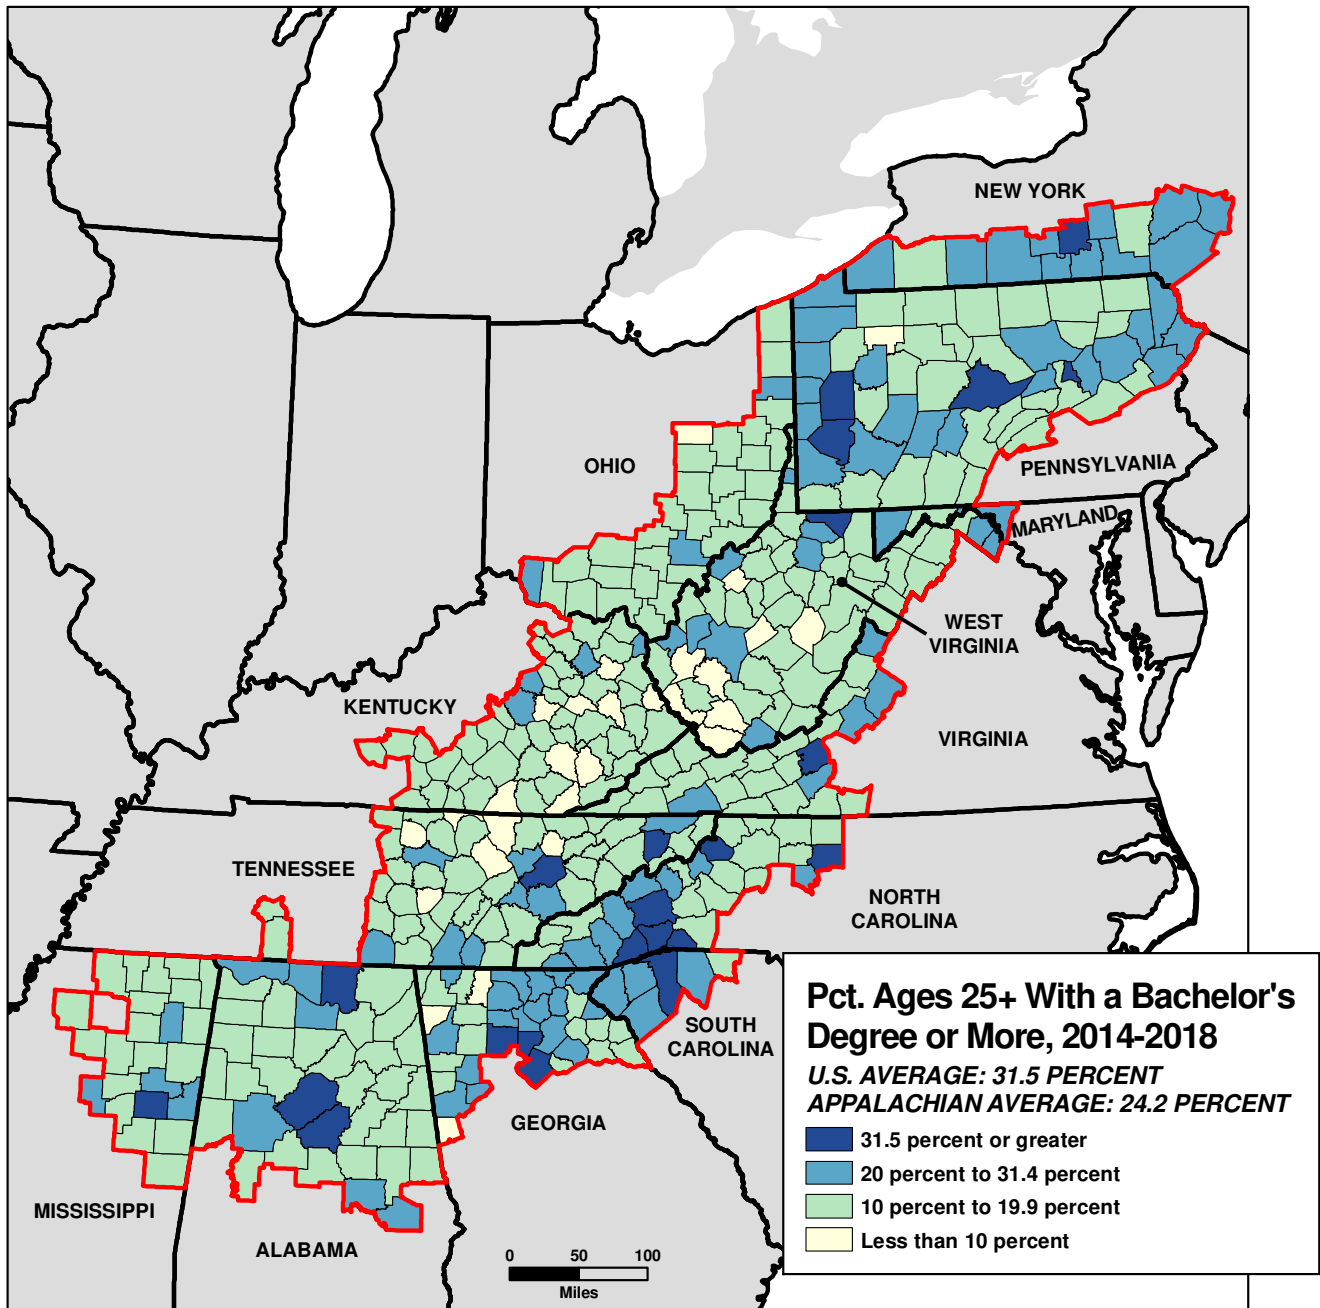 NEW YORK
OHIO
PENNSYLVANIA
MARYLAND
WEST
VIRGINIA
KENTUCKY
VIRGINIA
TENNESSEE
NORTH
CAROLINA
SOUTH
CAROLINA
GEORGIA
MISSISSIPPI
ALABAMA
0 50 100
Miles
Pct. Ages 25+ With a Bachelor's
Degree or More, 2014-2018
U.S. AVERAGE: 31.5 PERCENT
APPALACHIAN AVERAGE: 24.2 PERCENT
31.5 percent or greater
20 percent to 31.4 percent
10 percent to 19.9 percent
Less than 10 percent